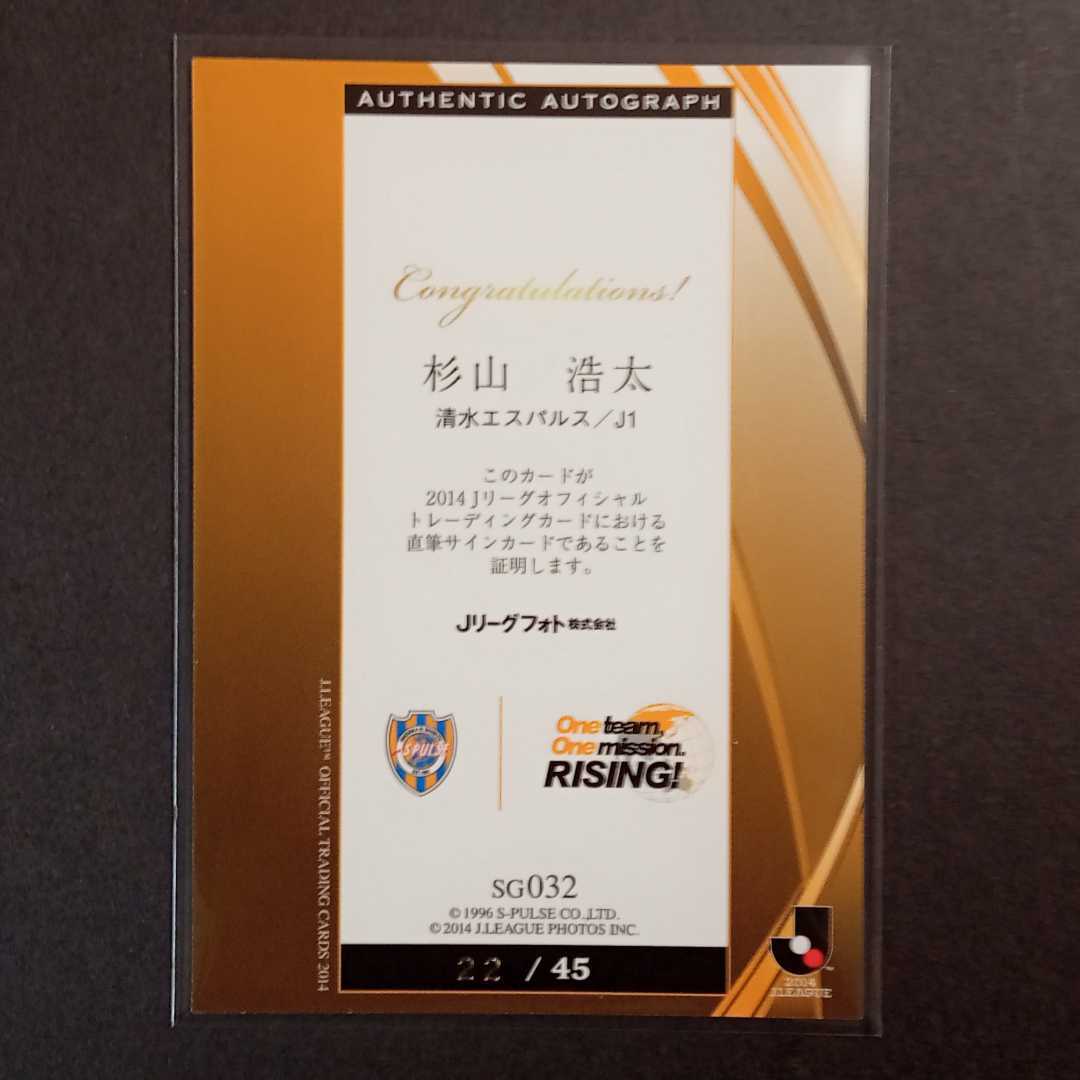 AUTHENTIC AUTOGRAPH
Congratulations!
杉山　浩太
清水エスパルス／J1
このカードが
2014 Jリーグオフィシャル
トレーディングカードにおける
直筆サインカードであることを
証明します。
Jリーグフォト株式会社
S-PULSE
One team,
One mission.
RISING!
SG032
© 1996 S-PULSE CO.,LTD.
© 2014 J.LEAGUE PHOTOS INC.
22 / 45
J.LEAGUE™ OFFICIAL TRADING CARDS 2014
™
2014
J.LEAGUE